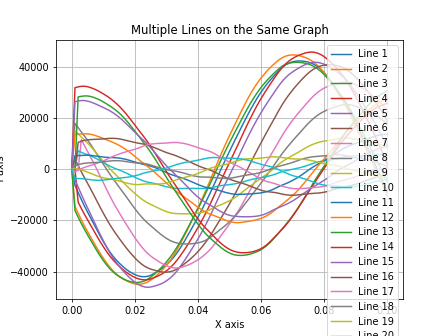 Multiple Lines on the Same Graph
40000
20000
0
−20000
−40000
0.00
0.02
0.04
0.06
0.08
X axis
axis
Line 1
Line 2
Line 3
Line 4
Line 5
Line 6
Line 7
Line 8
Line 9
Line 10
Line 11
Line 12
Line 13
Line 14
Line 15
Line 16
Line 17
Line 18
Line 19